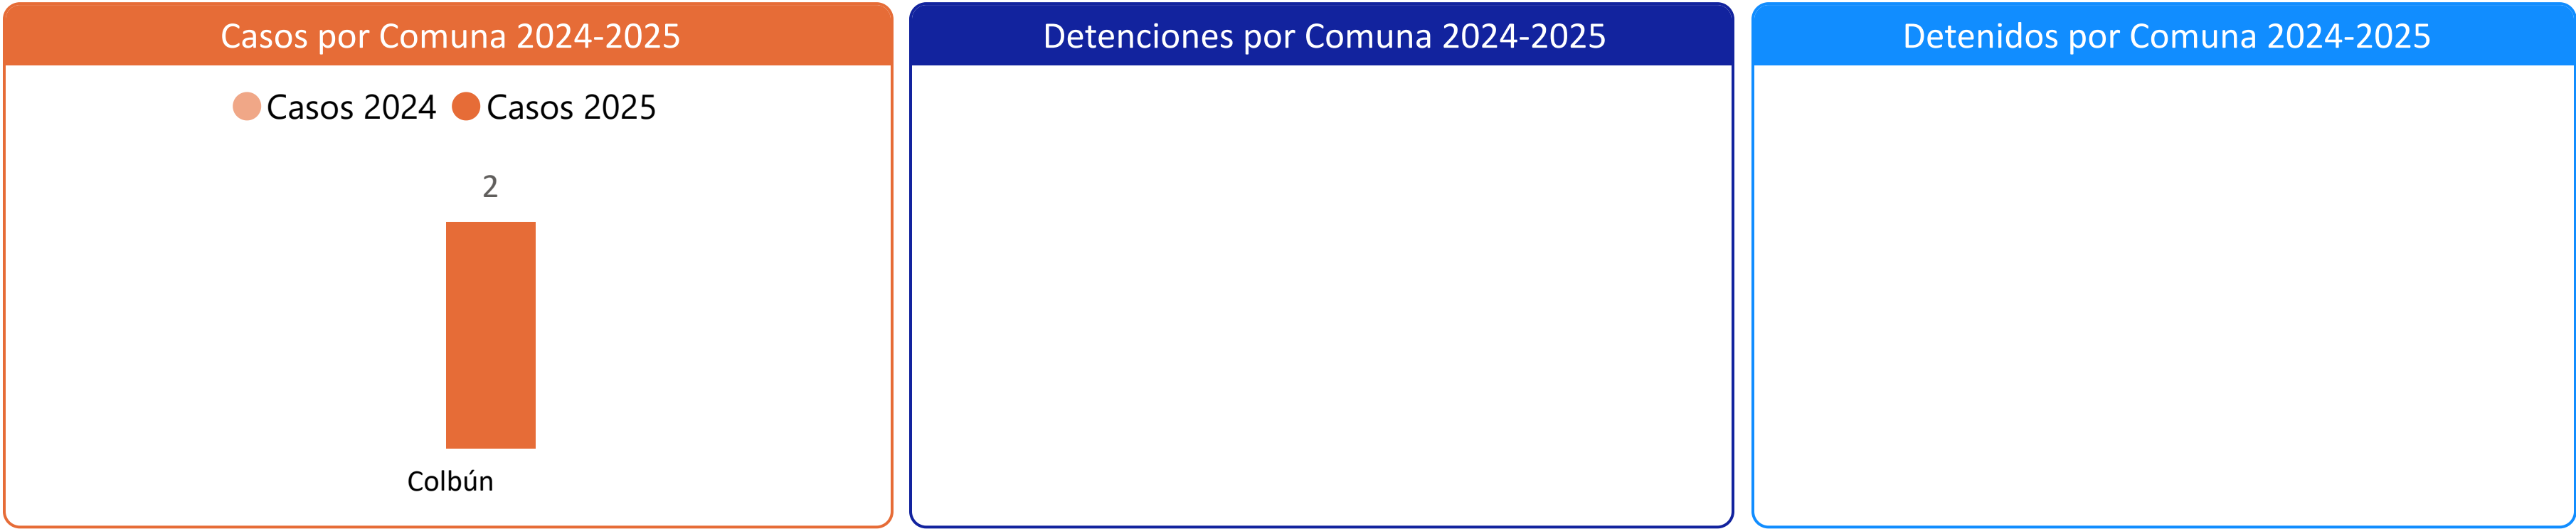 Casos por Comuna 2024-2025
Casos 2024 Casos 2025
2
Colbún
Detenciones por Comuna 2024-2025
Detenidos por Comuna 2024-2025